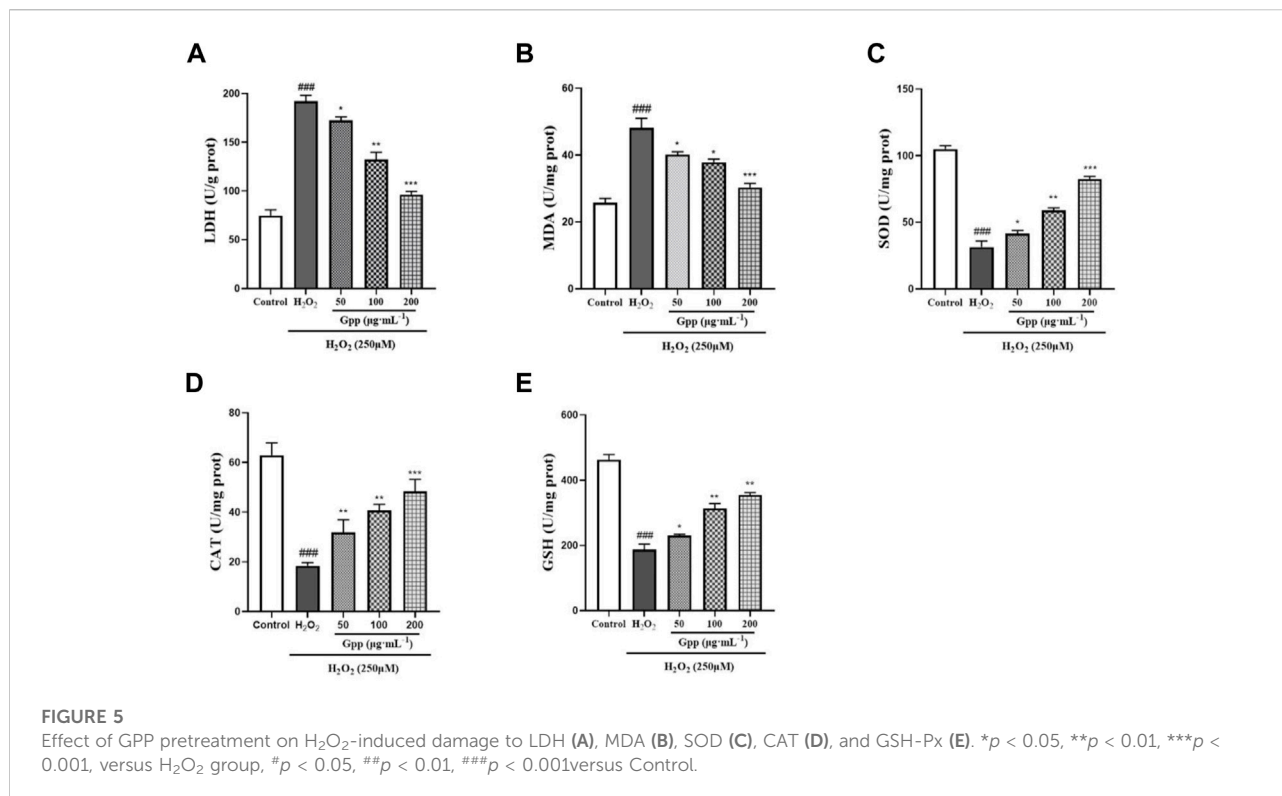 A
LDH (U/g prot)
200
150
100
50
0
###
*
**
***
Control H₂O₂ 50 100 200
Gpp (μg·mL⁻¹)
H₂O₂ (250μM)
B
MDA (U/mg prot)
60
40
20
0
###
*
*
***
Control H₂O₂ 50 100 200
Gpp (μg·mL⁻¹)
H₂O₂ (250μM)
C
SOD (U/mg prot)
150
100
50
0
###
*
**
***
Control H₂O₂ 50 100 200
Gpp (μg·mL⁻¹)
H₂O₂ (250μM)
D
CAT (U/mg prot)
80
60
40
20
0
###
**
**
***
Control H₂O₂ 50 100 200
Gpp (μg·mL⁻¹)
H₂O₂ (250μM)
E
GSH (U/mg prot)
600
400
200
0
###
*
**
**
Control H₂O₂ 50 100 200
Gpp (μg·mL⁻¹)
H₂O₂ (250μM)
FIGURE 5
Effect of GPP pretreatment on H₂O₂-induced damage to LDH (A), MDA (B), SOD (C), CAT (D), and GSH-Px (E). *p < 0.05, **p < 0.01, ***p <
0.001, versus H₂O₂ group, #p < 0.05, ##p < 0.01, ###p < 0.001versus Control.